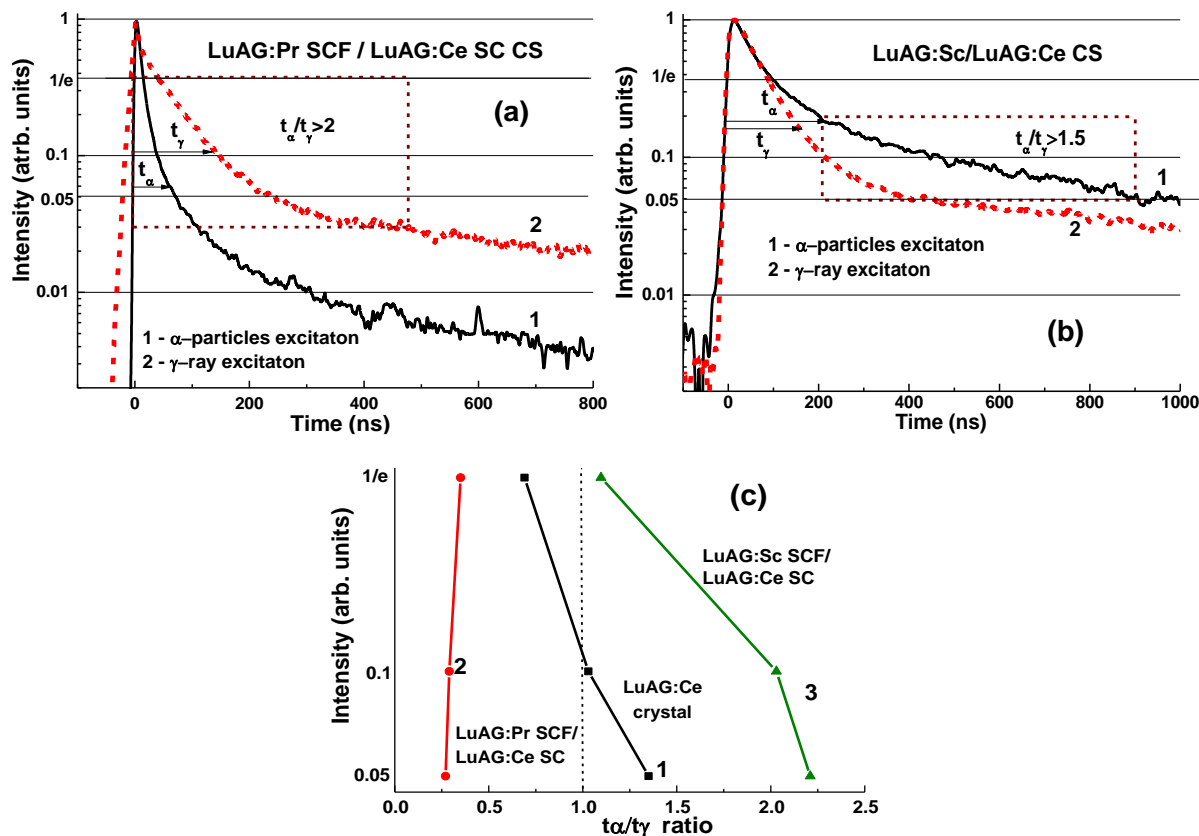 LuAG:Pr SCF / LuAG:Ce SC CS
(a)
tγ
tα/tγ>2
tα
2
1
1 - α–particles excitaton
2 - γ–ray excitaton
1
1/e
0.1
0.05
0.01
Intensity (atrb. units)
0
200
400
600
800
Time (ns)
LuAG:Sc/LuAG:Ce CS
tα
tγ
tα/tγ>1.5
1
2
1 - α–particles excitaton
2 - γ–ray excitaton
(b)
1
1/e
0.1
0.05
0.01
Intensity (atrb. units)
0
200
400
600
800
1000
Time (ns)
(c)
LuAG:Sc SCF/
LuAG:Ce SC
2
3
LuAG:Ce
crystal
LuAG:Pr SCF/
LuAG:Ce SC
1
1/e
0.1
0.05
Intensity (arb. units)
0.0
0.5
1.0
1.5
2.0
2.5
tα/tγ ratio